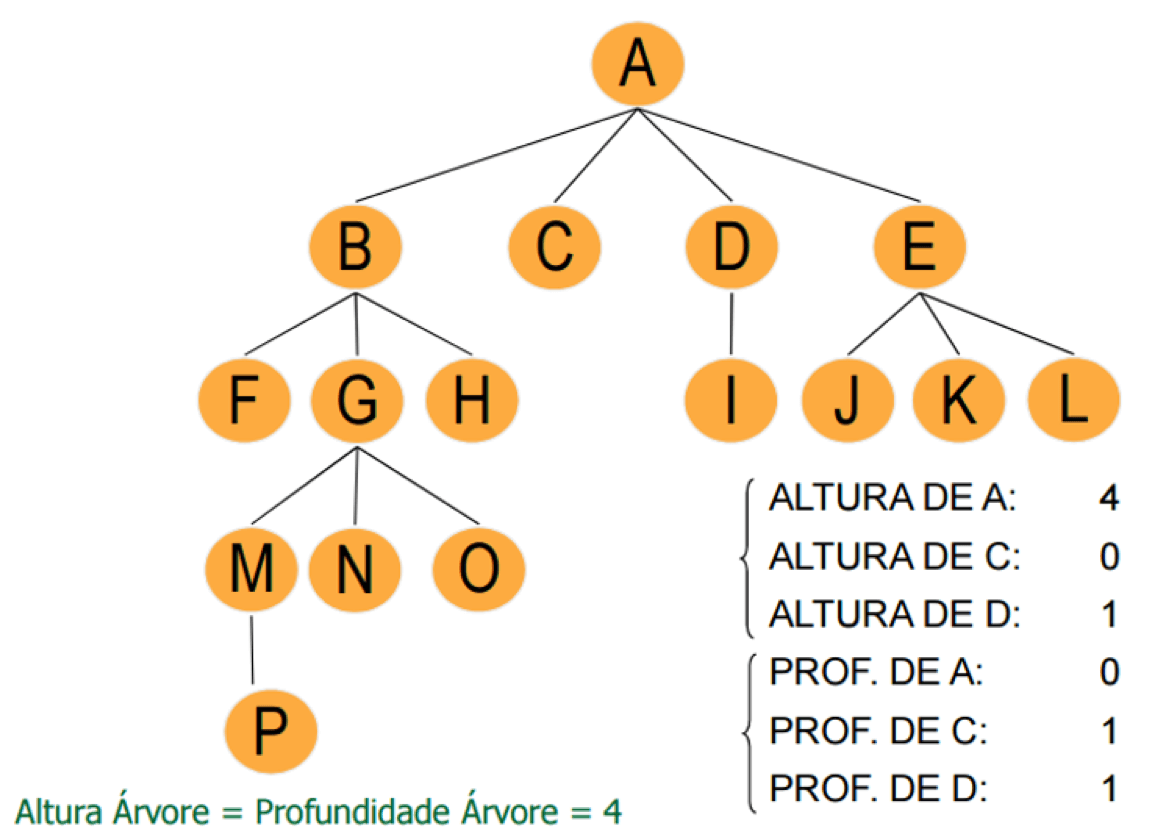 A
B C D E
F G H I J K L
M N O
P
ALTURA DE A: 4
ALTURA DE C: 0
ALTURA DE D: 1
PROF. DE A: 0
PROF. DE C: 1
PROF. DE D: 1
Altura Árvore = Profundidade Árvore = 4